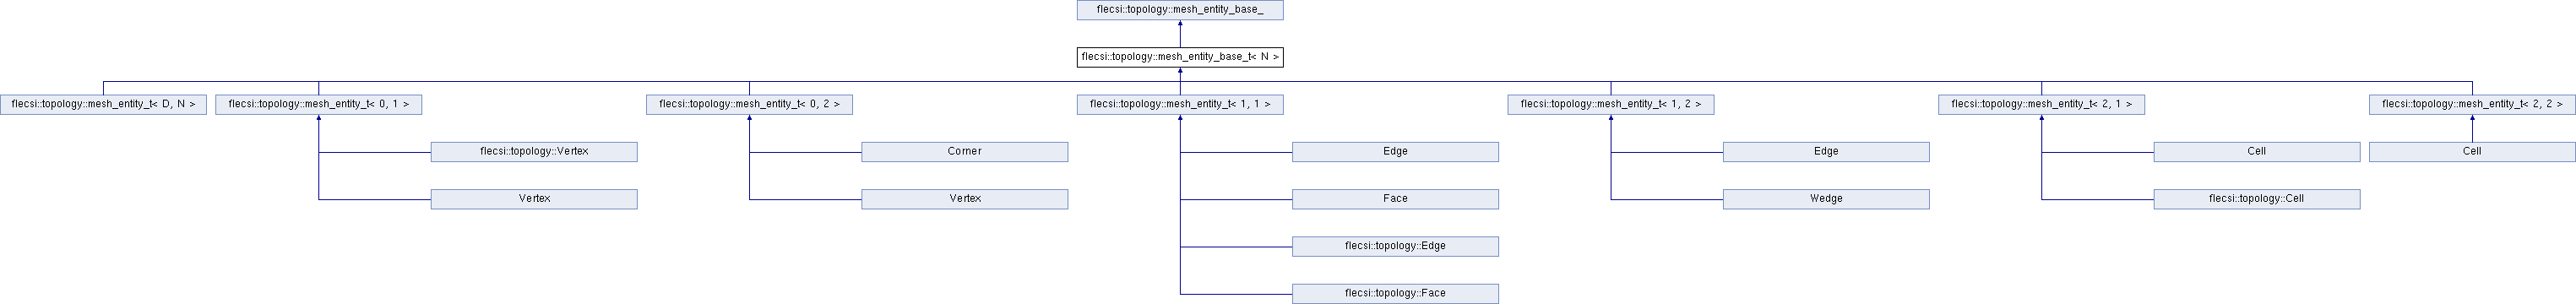 flecsi::topology::mesh_entity_base_
flecsi::topology::mesh_entity_base_t< N >
flecsi::topology::mesh_entity_t< D, N >
flecsi::topology::mesh_entity_t< 0, 1 >
flecsi::topology::mesh_entity_t< 0, 2 >
flecsi::topology::mesh_entity_t< 1, 1 >
flecsi::topology::mesh_entity_t< 1, 2 >
flecsi::topology::mesh_entity_t< 2, 1 >
flecsi::topology::mesh_entity_t< 2, 2 >
flecsi::topology::Vertex
Corner
Edge
Edge
Cell
Cell
Vertex
Vertex
Face
Wedge
flecsi::topology::Cell
flecsi::topology::Edge
flecsi::topology::Face